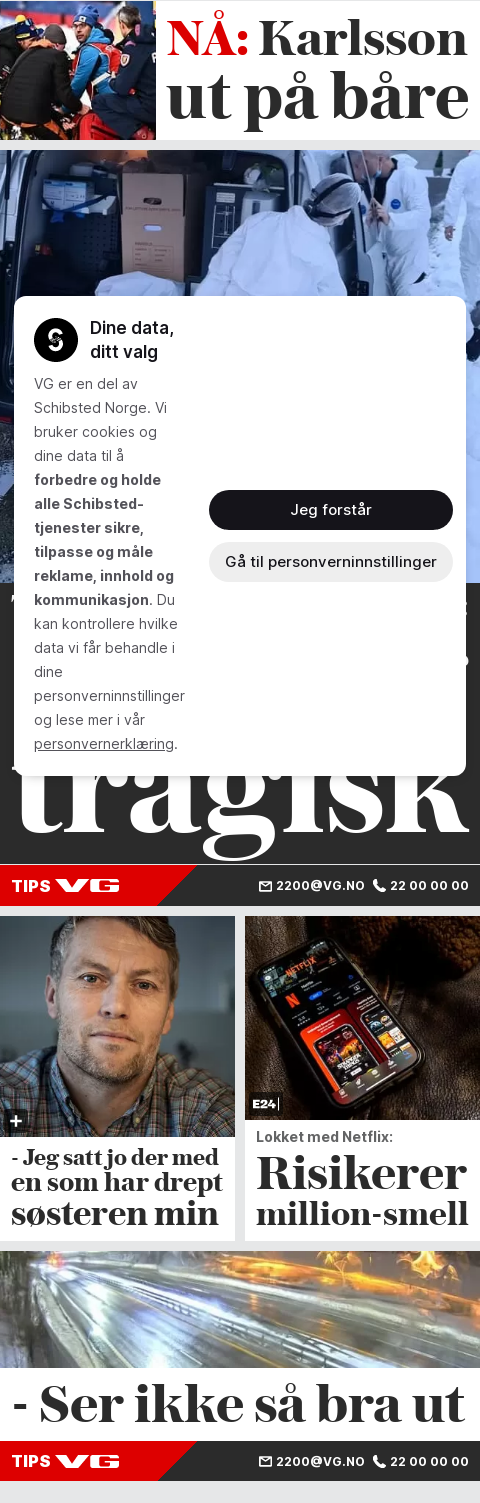 NÅ: Karlsson
ut på båre
Dine data,
ditt valg
VG er en del av
Schibsted Norge. Vi
bruker cookies og
dine data til å
forbedre og holde
alle Schibsted-
tjenester sikre,
tilpasse og måle
reklame, innhold og
kommunikasjon. Du
kan kontrollere hvilke
data vi får behandle i
dine
personverninnstillinger
og lese mer i vår
personvernerklæring.
Jeg forstår
Gå til personverninnstillinger
tragisk
TIPS VG
2200@VG.NO 22 00 00 00
- Jeg satt jo der med
en som har drept
søsteren min
NETFLIX
E24
Lokket med Netflix:
Risikerer
million-smell
- Ser ikke så bra ut
TIPS VG
2200@VG.NO 22 00 00 00